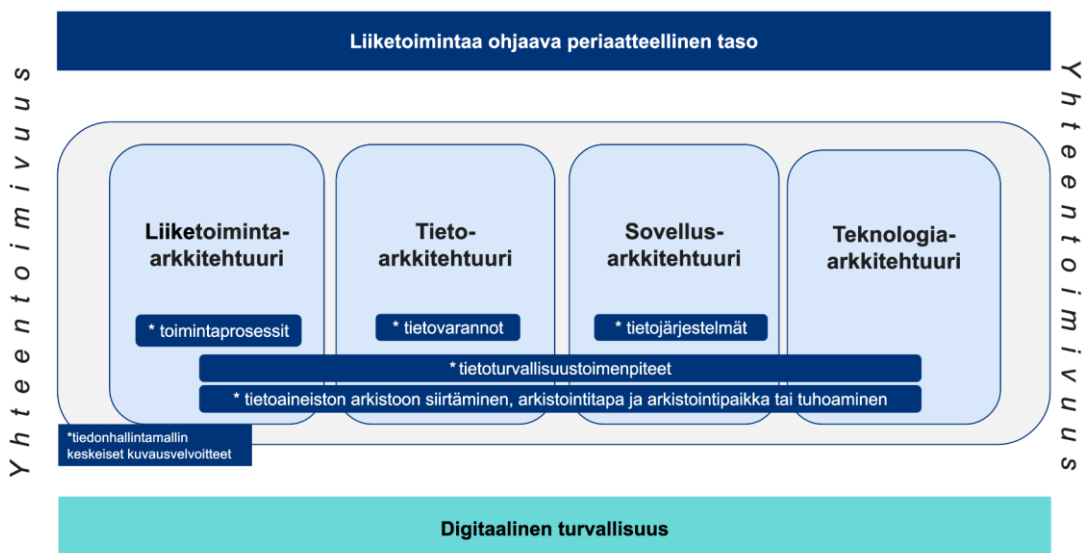 Liiketoimintaa ohjaava periaatteellinen taso
Yhteentoimivuus
Liiketoiminta-
arkkitehtuuri
Tieto-
arkkitehtuuri
Sovellus-
arkkitehtuuri
Teknologia-
arkkitehtuuri
* toimintaprosessit
* tietovarannot
* tietojärjestelmät
*tietoturvallisuustoimenpiteet
* tietoaineiston arkistoon siirtäminen, arkistointitapa ja arkistointipaikka tai tuhoaminen
*tiedonhallintamallin
keskeiset kuvausvelvoitteet
Yhteentoimivuus
Digitaalinen turvallisuus